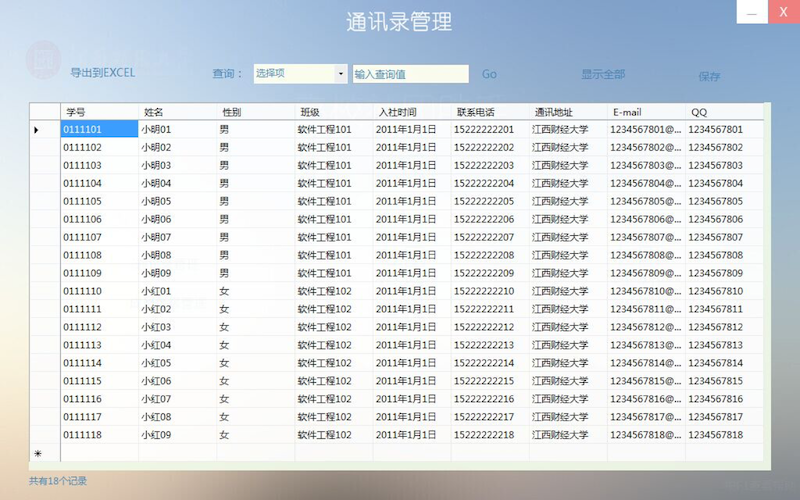 通讯录管理
— X
导出到EXCEL 查询： 选择项 输入查询值 Go 显示全部 保存
学号 姓名 性别 班级 入社时间 联系电话 通讯地址 E-mail QQ
0111101 小明01 男 软件工程101 2011年1月1日 15222222201 江西财经大学 1234567801@... 1234567801
0111102 小明02 男 软件工程101 2011年1月1日 15222222202 江西财经大学 1234567802@... 1234567802
0111103 小明03 男 软件工程101 2011年1月1日 15222222203 江西财经大学 1234567803@... 1234567803
0111104 小明04 男 软件工程101 2011年1月1日 15222222204 江西财经大学 1234567804@... 1234567804
0111105 小明05 男 软件工程101 2011年1月1日 15222222205 江西财经大学 1234567805@... 1234567805
0111106 小明06 男 软件工程101 2011年1月1日 15222222206 江西财经大学 1234567806@... 1234567806
0111107 小明07 男 软件工程101 2011年1月1日 15222222207 江西财经大学 1234567807@... 1234567807
0111108 小明08 男 软件工程101 2011年1月1日 15222222208 江西财经大学 1234567808@... 1234567808
0111109 小明09 男 软件工程101 2011年1月1日 15222222209 江西财经大学 1234567809@... 1234567809
0111110 小红01 女 软件工程102 2011年1月1日 15222222210 江西财经大学 1234567810@... 1234567810
0111111 小红02 女 软件工程102 2011年1月1日 15222222211 江西财经大学 1234567811@... 1234567811
0111112 小红03 女 软件工程102 2011年1月1日 15222222212 江西财经大学 1234567812@... 1234567812
0111113 小红04 女 软件工程102 2011年1月1日 15222222213 江西财经大学 1234567813@... 1234567813
0111114 小红05 女 软件工程102 2011年1月1日 15222222214 江西财经大学 1234567814@... 1234567814
0111115 小红06 女 软件工程102 2011年1月1日 15222222215 江西财经大学 1234567815@... 1234567815
0111116 小红07 女 软件工程102 2011年1月1日 15222222216 江西财经大学 1234567816@... 1234567816
0111117 小红08 女 软件工程102 2011年1月1日 15222222217 江西财经大学 1234567817@... 1234567817
0111118 小红09 女 软件工程102 2011年1月1日 15222222218 江西财经大学 1234567818@... 1234567818
共有18个记录